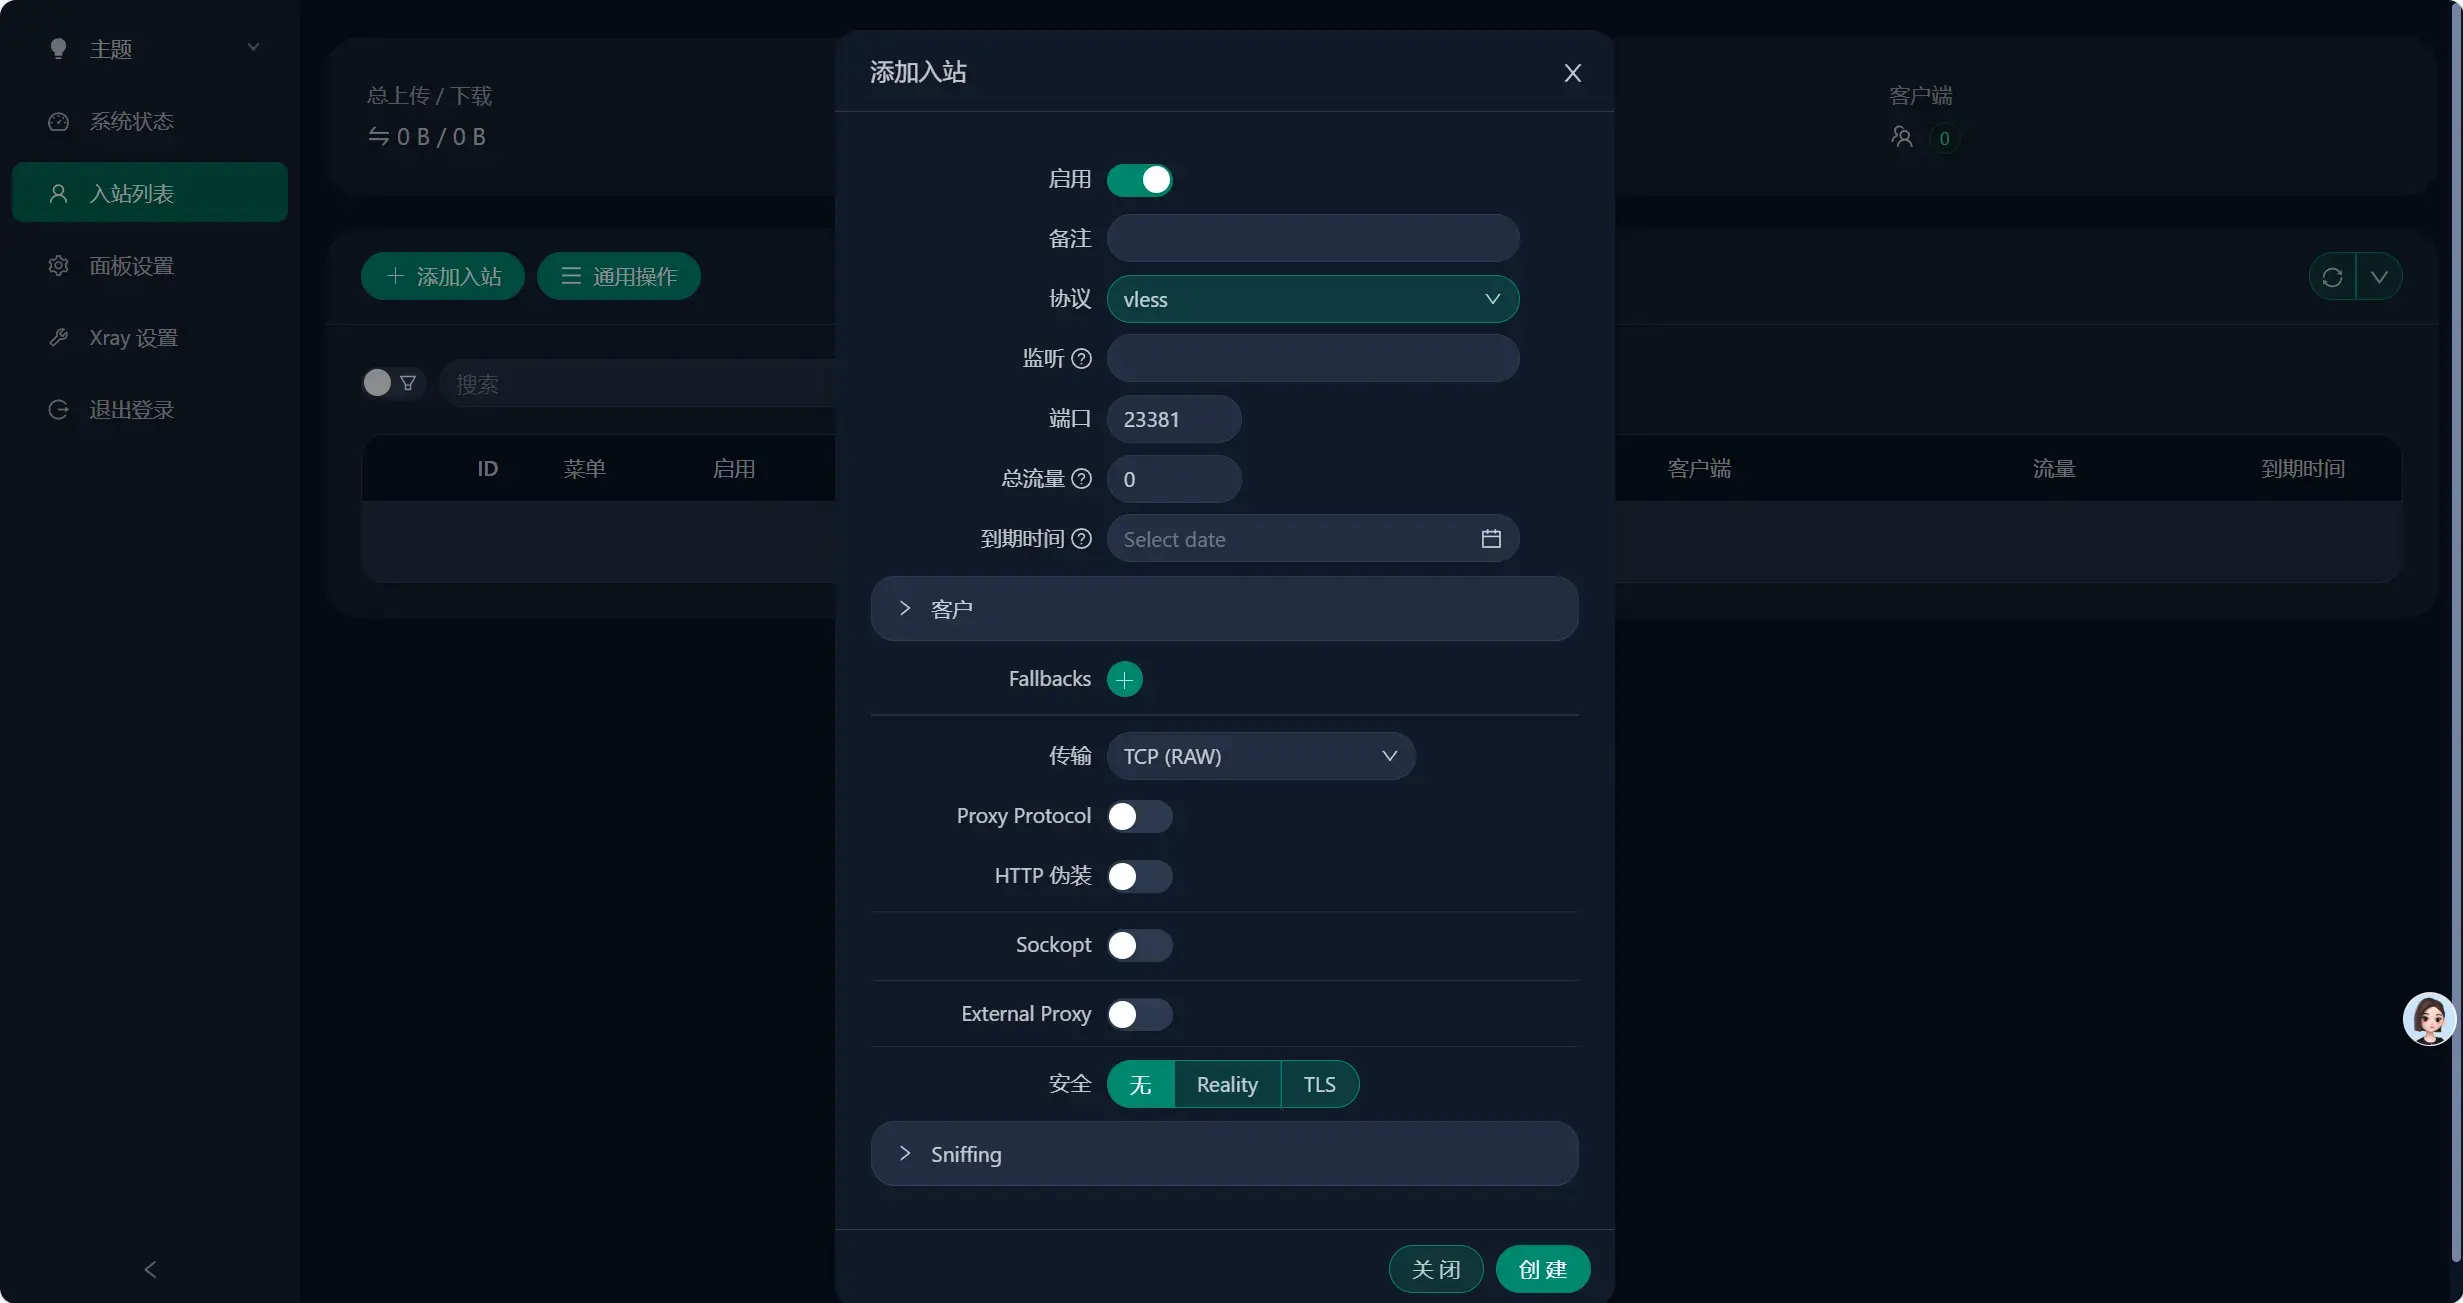 主题
系统状态
入站列表
面板设置
Xray 设置
退出登录
总上传 / 下载
0 B / 0 B
客户端
0
添加入站
通用操作
搜索
ID 菜单 启用 客户端 流量 到期时间
添加入站
启用
备注
协议 vless
监听
端口 23381
总流量 0
到期时间 Select date
客户
Fallbacks
传输 TCP (RAW)
Proxy Protocol
HTTP 伪装
Sockopt
External Proxy
安全 无 Reality TLS
Sniffing
关 闭 创 建